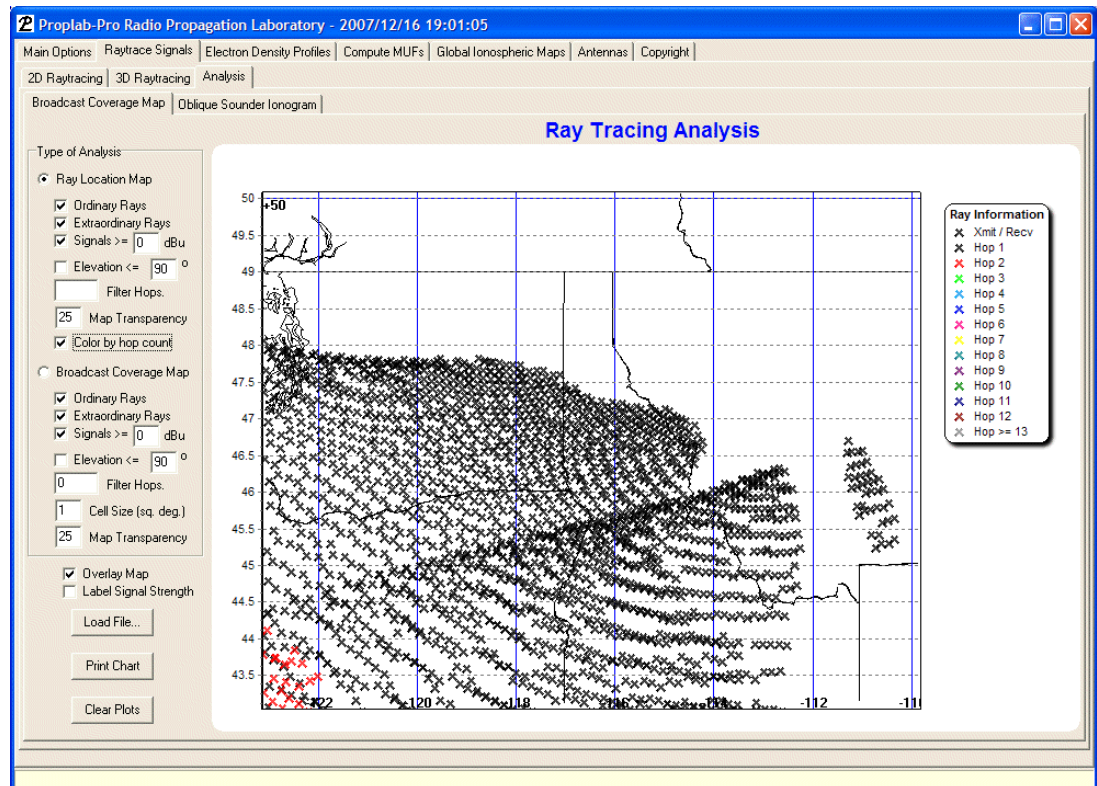 Proplab-Pro Radio Propagation Laboratory - 2007/12/16 19:01:05
Main Options Raytrace Signals Electron Density Profiles Compute MUFs Global Ionospheric Maps Antennas Copyright
2D Raytracing 3D Raytracing Analysis
Broadcast Coverage Map Oblique Sounder Ionogram
Ray Tracing Analysis
Type of Analysis
Ray Location Map
Ordinary Rays
Extraordinary Rays
Signals >= 0 dBu
Elevation <= 90 º
Filter Hops.
25 Map Transparency
Color by hop count
Broadcast Coverage Map
Ordinary Rays
Extraordinary Rays
Signals >= 0 dBu
Elevation <= 90 º
0 Filter Hops.
1 Cell Size (sq. deg.)
25 Map Transparency
Overlay Map
Label Signal Strength
Load File...
Print Chart
Clear Plots
50
+50
49.5
49
48.5
48
47.5
47
46.5
46
45.5
45
44.5
44
43.5
-122 -120 -118 -116 -114 -112 -11
Ray Information
Xmit / Recv
Hop 1
Hop 2
Hop 3
Hop 4
Hop 5
Hop 6
Hop 7
Hop 8
Hop 9
Hop 10
Hop 11
Hop 12
Hop >= 13